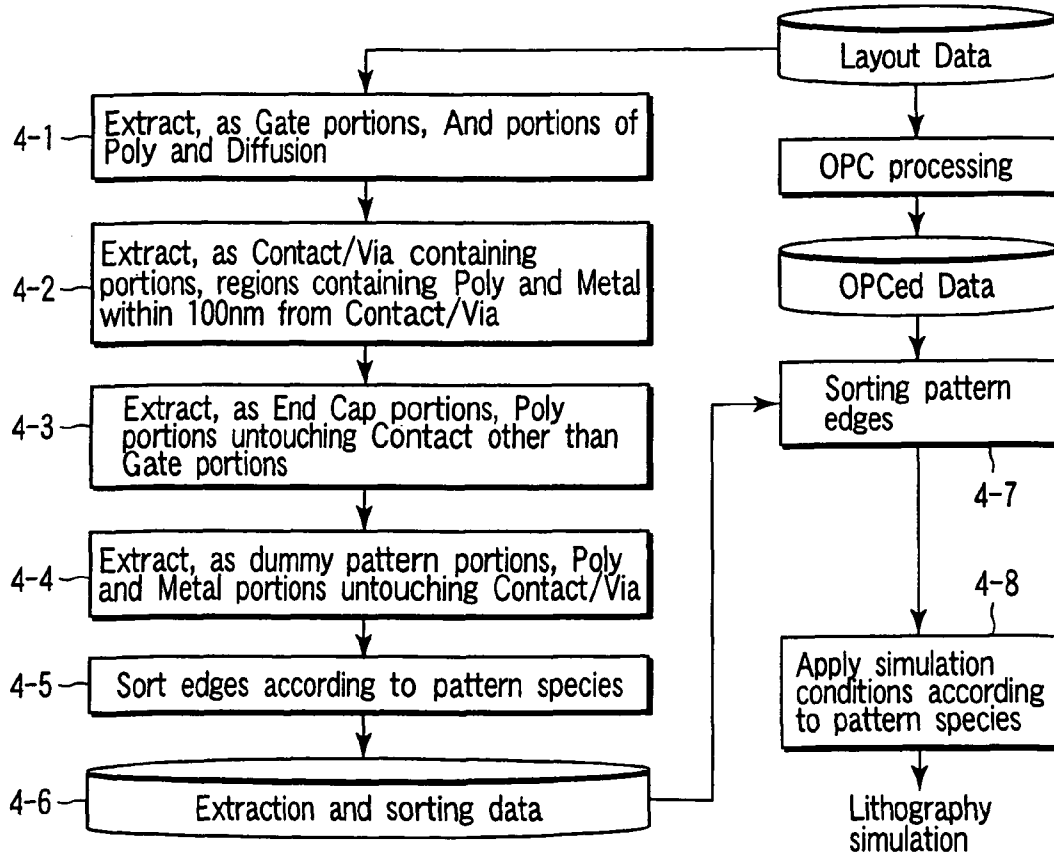 Layout Data
4-1
Extract, as Gate portions, And portions of
Poly and Diffusion
OPC processing
4-2
Extract, as Contact/Via containing
portions, regions containing Poly and Metal
within 100nm from Contact/Via
OPCed Data
4-3
Extract, as End Cap portions, Poly
portions untouching Contact other than
Gate portions
Sorting pattern
edges
4-7
4-4
Extract, as dummy pattern portions, Poly
and Metal portions untouching Contact/Via
4-5
Sort edges according to pattern species
4-8
Apply simulation
conditions according
to pattern species
4-6
Extraction and sorting data
Lithography
simulation